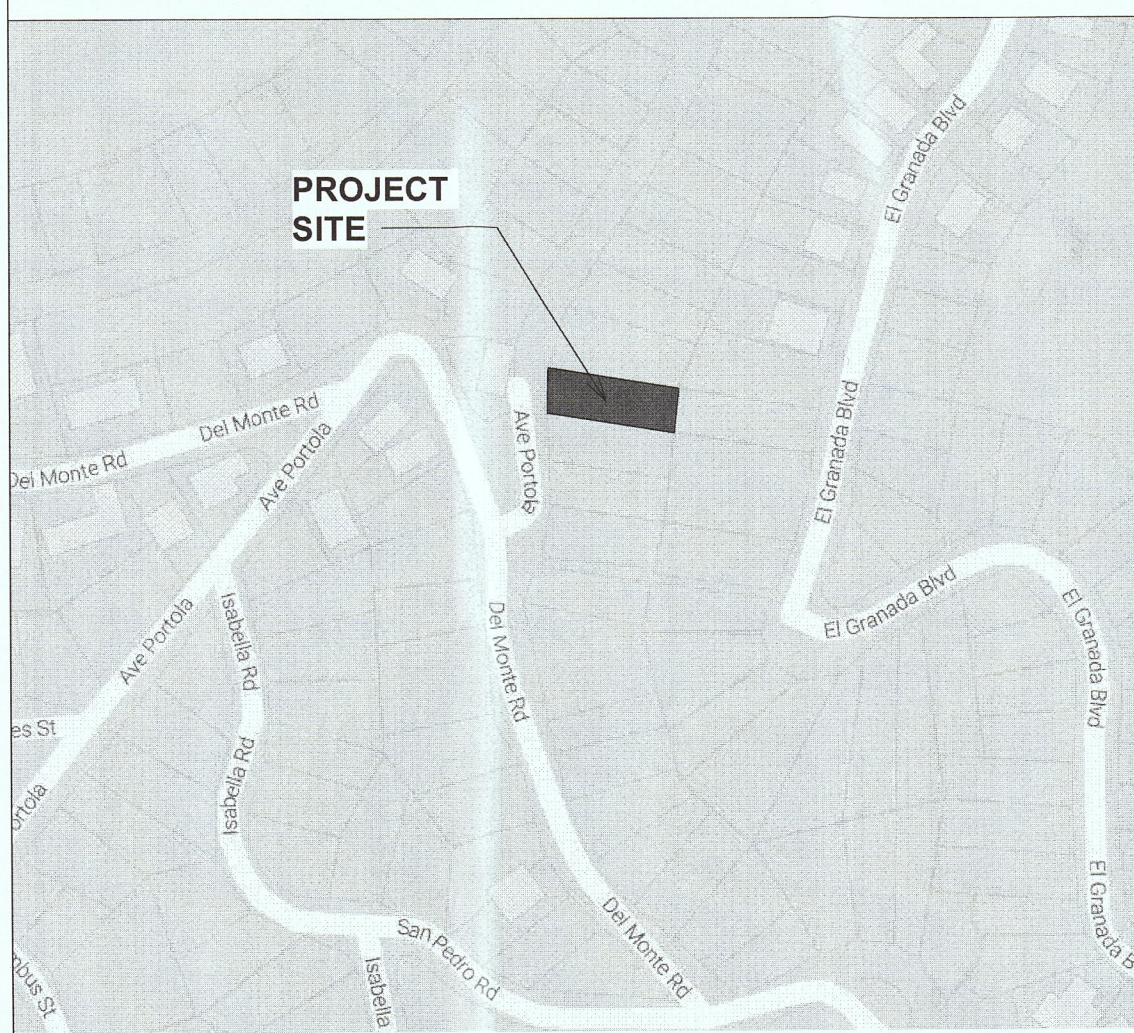 PROJECT
SITE
El Granada Blvd
Del Monte Rd
Del Monte Rd
Ave Portola
Ave Portola
El Granada Blvd
El Granada Blvd
El Granada Blvd
Ave Portola
Isabella Rd
Del Monte Rd
es St
Isabella Rd
ortola
El Granada B
San Pedro Rd
Del Monte Rd
Isabella
mbus St